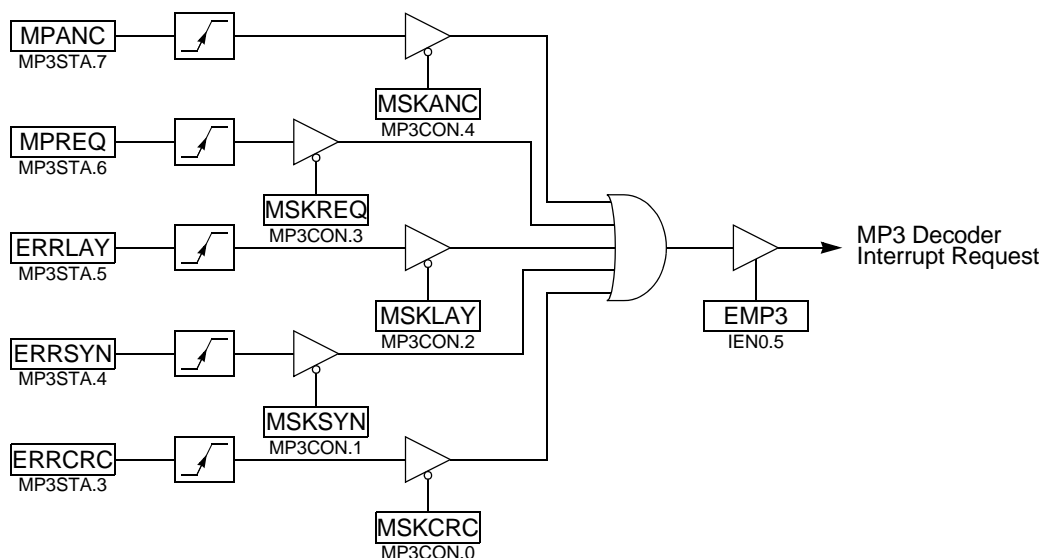 MPANC
MP3STA.7
MSKANC
MP3CON.4
MPREQ
MP3STA.6
MSKREQ
MP3CON.3
ERRLAY
MP3STA.5
MSKLAY
MP3CON.2
MP3 Decoder
Interrupt Request
EMP3
IEN0.5
ERRSYN
MP3STA.4
MSKSYN
MP3CON.1
ERRCRC
MP3STA.3
MSKCRC
MP3CON.0